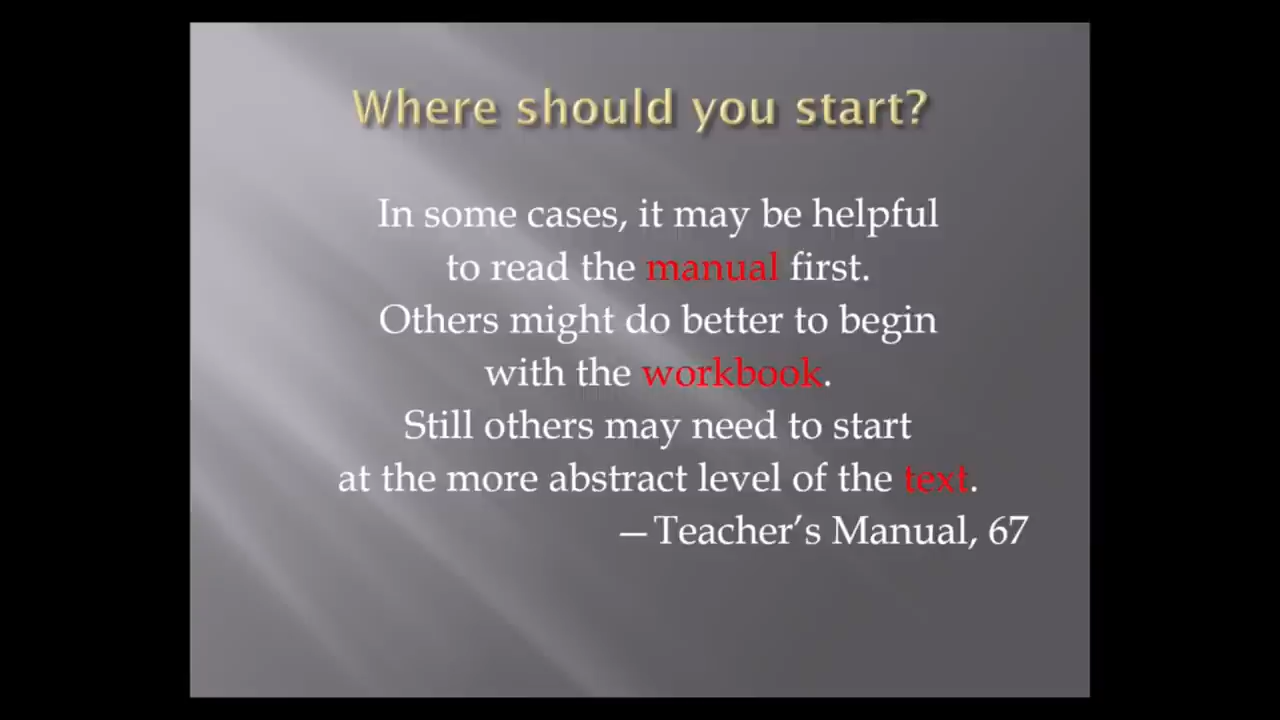 Where should you start?
In some cases, it may be helpful
to read the manual first.
Others might do better to begin
with the workbook.
Still others may need to start
at the more abstract level of the text.
—Teacher’s Manual, 67